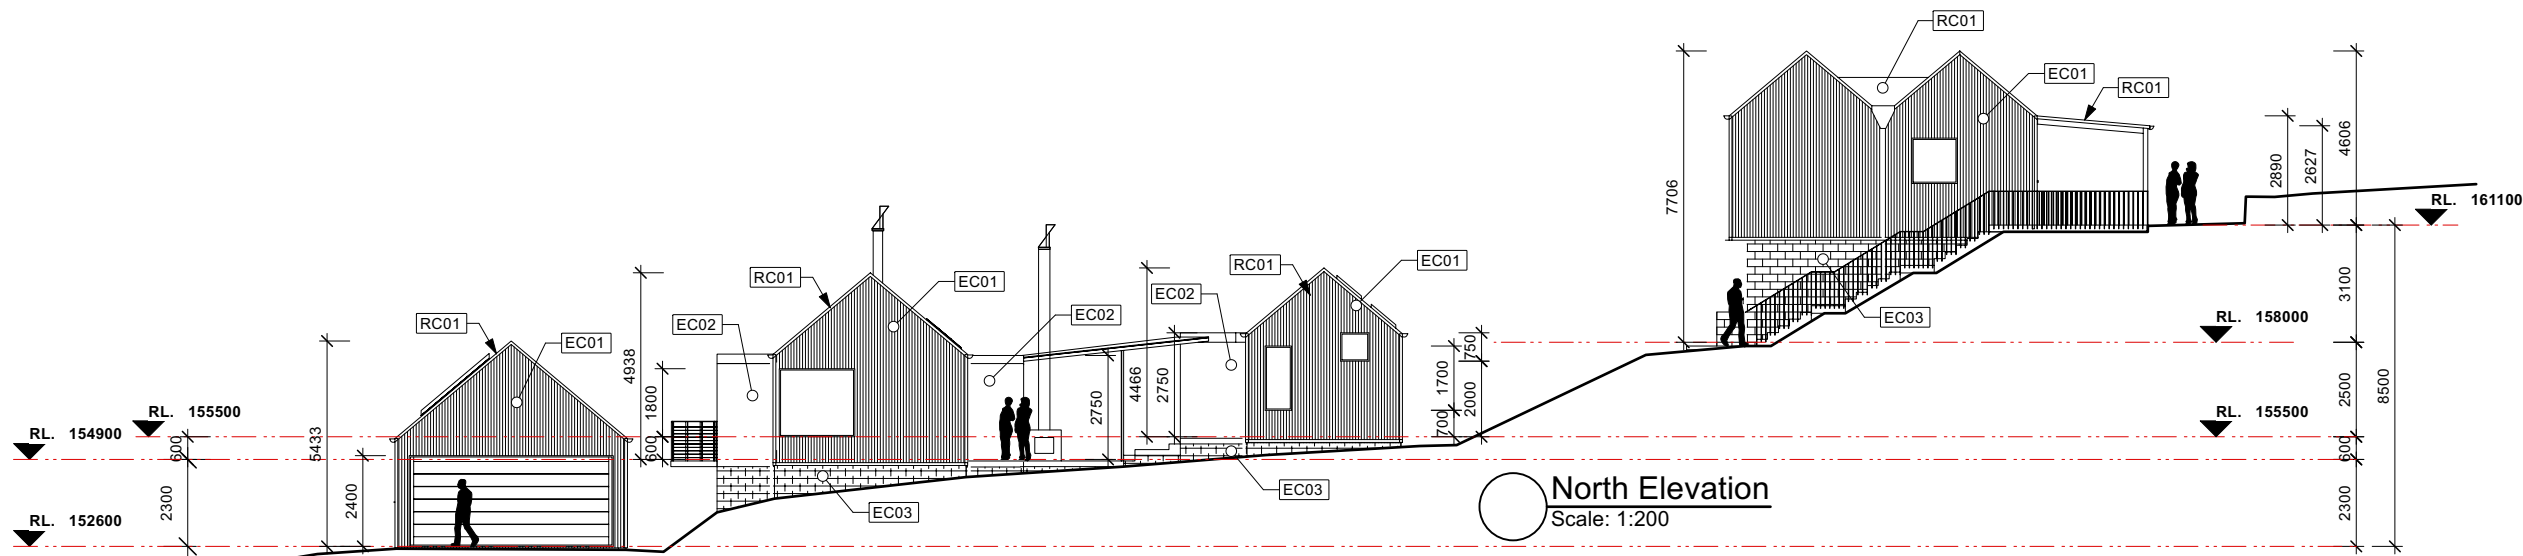 RC01
EC01
RC01
7706
2890
2627
4606
RL. 161100
RC01
EC01
EC02
RC01
EC01
EC02
EC02
RC01
EC01
EC03
3100
RL. 158000
4938
1800
600
4466
2750
2750
750
1700
2000
700
2500
8500
RL. 155500
RL. 154900
600
5433
2400
2300
RL. 152600
RL. 155500
600
2300
EC03
EC03
North Elevation
Scale: 1:200